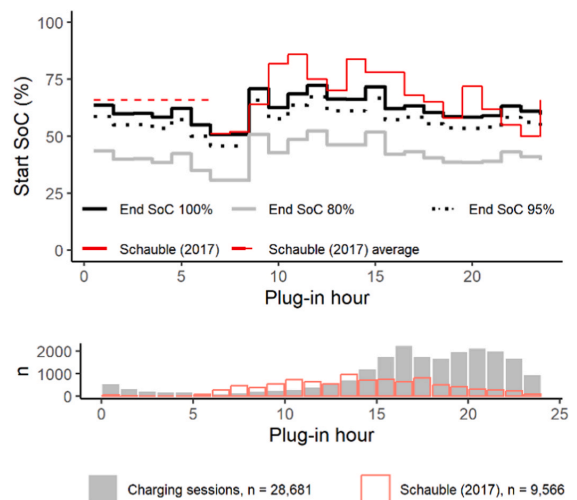 100
75
50
25
0
Start SoC (%)
End SoC 100% End SoC 80% End SoC 95%
Schauble (2017) Schauble (2017) average
0 5 10 15 20
Plug-in hour
2000
1000
0
n
0 5 10 15 20 25
Plug-in hour
Charging sessions, n = 28,681 Schauble (2017), n = 9,566